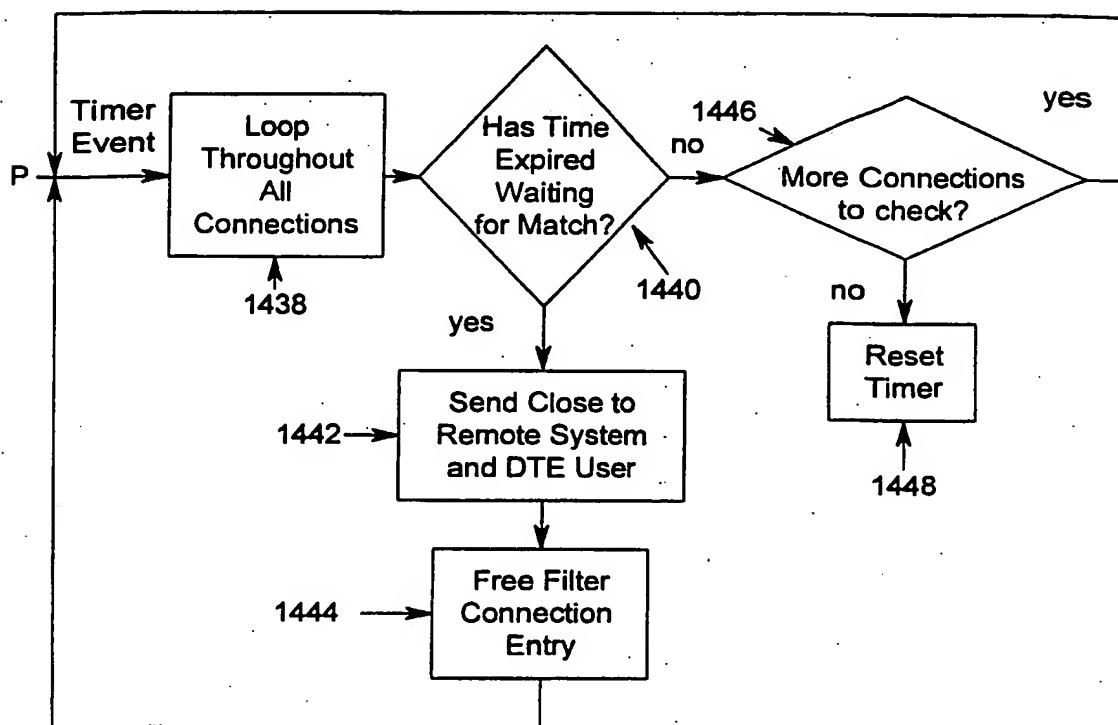 P
Timer
Event
Loop
Throughout
All
Connections
1438
Has Time
Expired
Waiting
for Match?
1440
no
yes
1446
More Connections
to check?
yes
no
Reset
Timer
1448
1442
Send Close to
Remote System
and DTE User
1444
Free Filter
Connection
Entry